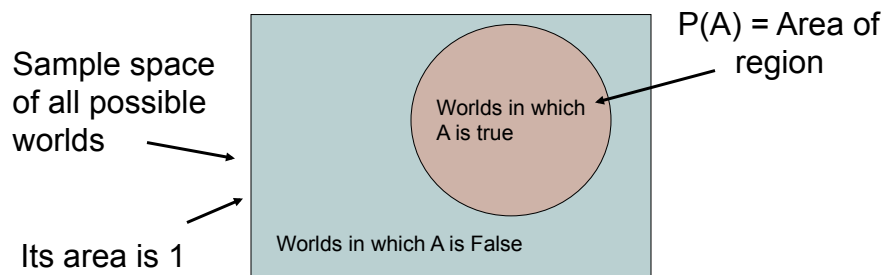 Sample space
of all possible
worlds
Its area is 1
Worlds in which
A is true
Worlds in which A is False
P(A) = Area of
region